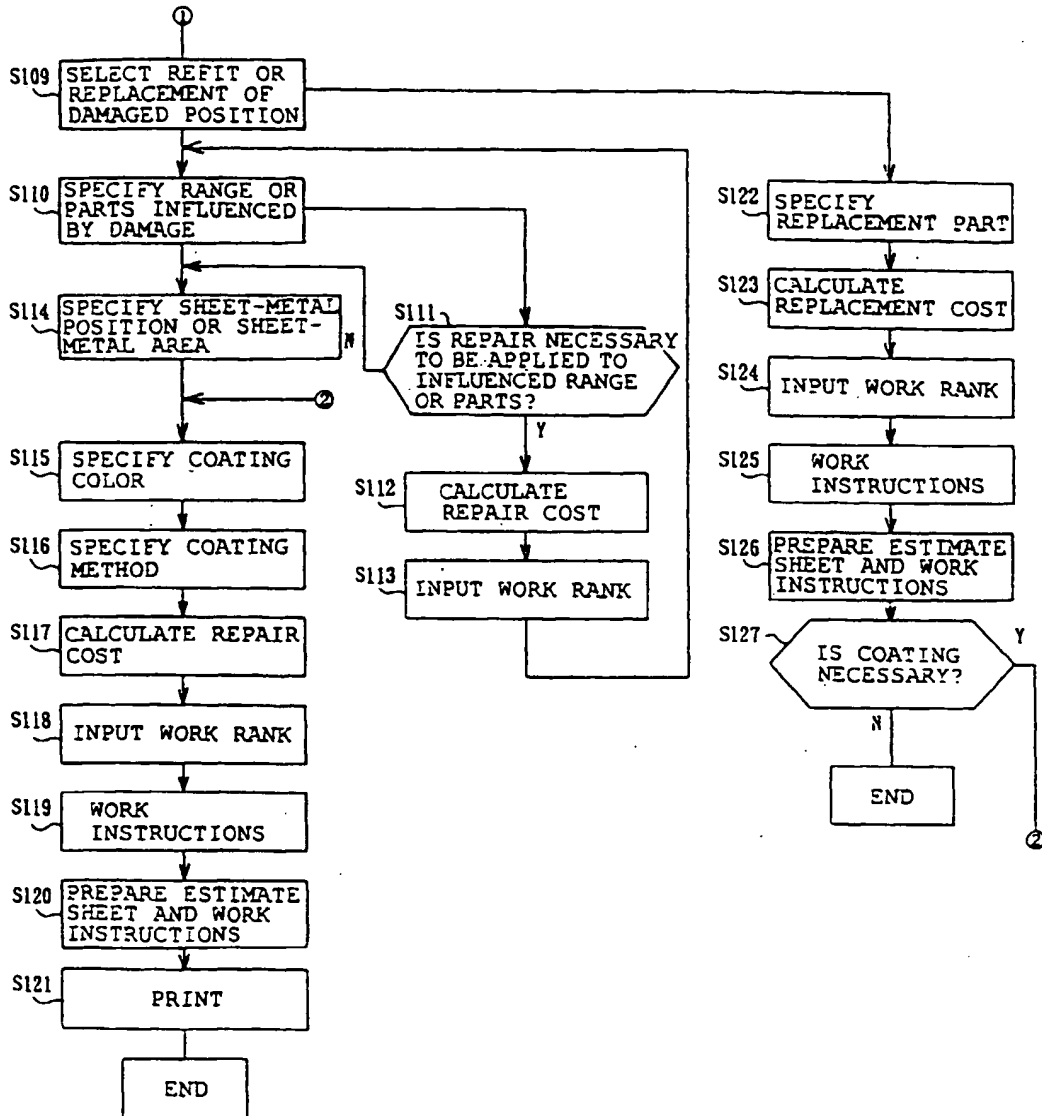 ①
S109
SELECT REFIT OR
REPLACEMENT OF
DAMAGED POSITION
S110
SPECIFY RANGE OR
PARTS INFLUENCED
BY DAMAGE
S114
SPECIFY SHEET-METAL
POSITION OR SHEET-
METAL AREA
②
S115
SPECIFY COATING
COLOR
S116
SPECIFY COATING
METHOD
S117
CALCULATE REPAIR
COST
S118
INPUT WORK RANK
S119
WORK
INSTRUCTIONS
S120
PREPARE ESTIMATE
SHEET AND WORK
INSTRUCTIONS
S121
PRINT
END
S111
IS REPAIR NECESSARY
TO BE APPLIED TO
INFLUENCED RANGE
OR PARTS?
N
Y
S112
CALCULATE
REPAIR COST
S113
INPUT WORK RANK
S122
SPECIFY
REPLACEMENT PART
S123
CALCULATE
REPLACEMENT COST
S124
INPUT WORK RANK
S125
WORK
INSTRUCTIONS
S126
PREPARE ESTIMATE
SHEET AND WORK
INSTRUCTIONS
S127
IS COATING
NECESSARY?
Y
N
END
②